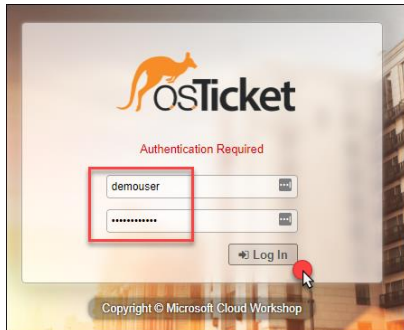 osTicket
Authentication Required
demouser
••••••••••••
Log In
Copyright © Microsoft Cloud Workshop